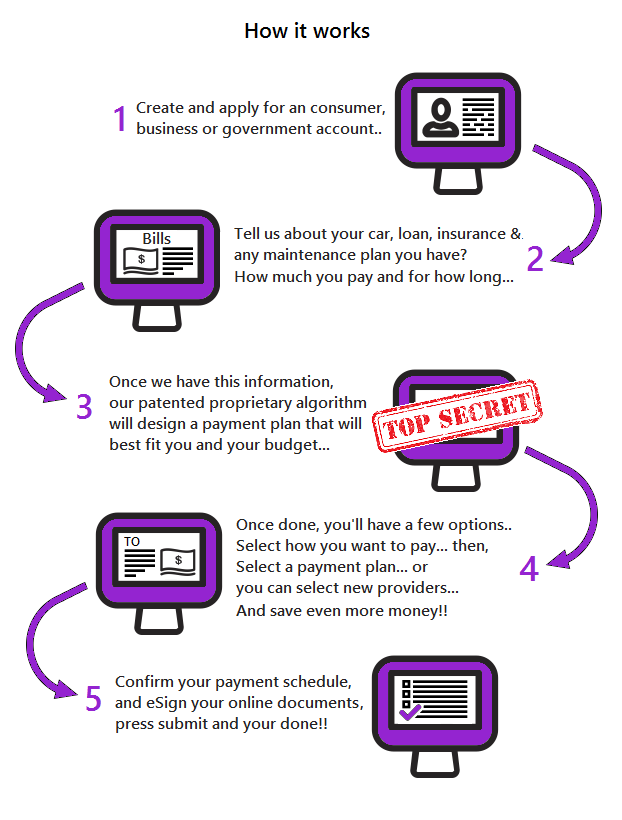 How it works
1
Create and apply for an consumer,
business or government account..
Tell us about your car, loan, insurance &.
any maintenance plan you have?
How much you pay and for how long...
2
Bills
$
3
Once we have this information,
our patented proprietary algorithm
will design a payment plan that will
best fit you and your budget...
TOP SECRET
Once done, you'll have a few options..
Select how you want to pay... then,
Select a payment plan... or
you can select new providers...
And save even more money!!
4
TO
$
5
Confirm your payment schedule,
and eSign your online documents,
press submit and your done!!